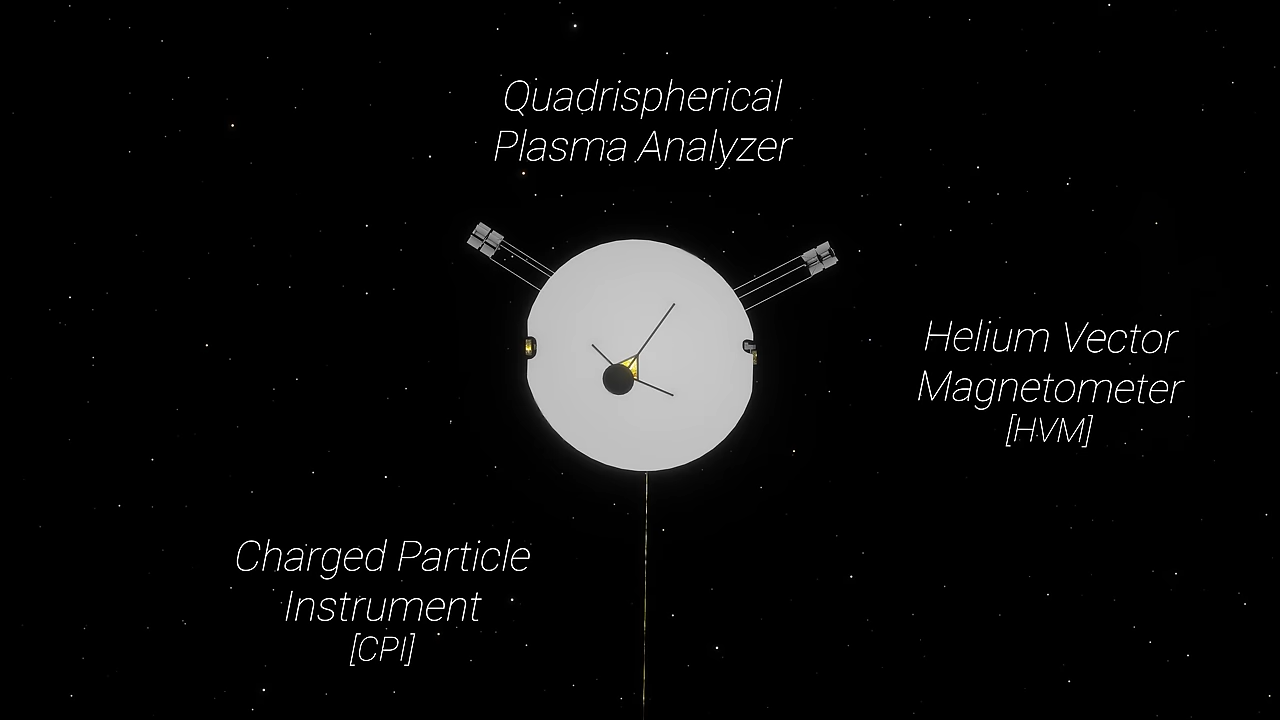 Quadrispherical
Plasma Analyzer
Helium Vector
Magnetometer
[HVM]
Charged Particle
Instrument
[CPI]